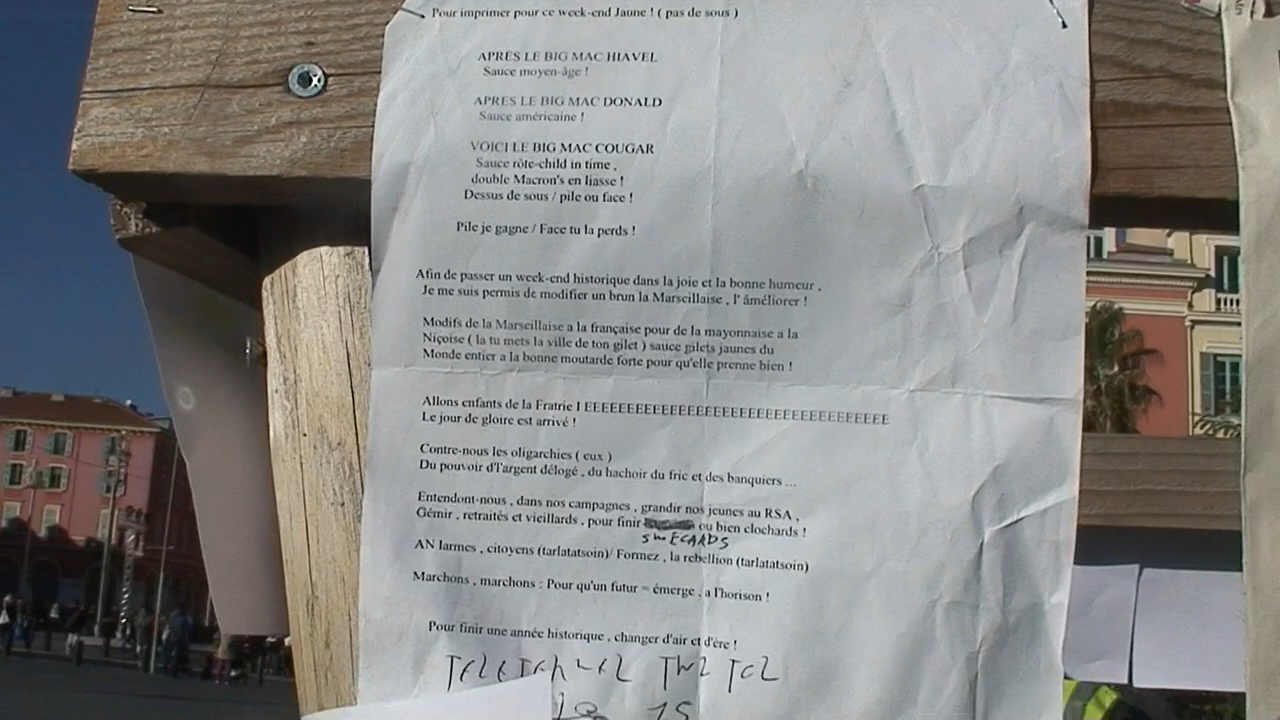 Pour imprimer pour ce week-end Jaune ! ( pas de sous )
APRES LE BIG MAC HIAVEL
Sauce moyen-âge !
APRES LE BIG MAC DONALD
Sauce américaine !
VOICI LE BIG MAC COUGAR
Sauce rôte-child in time ,
double Macron's en liasse !
Dessus de sous / pile ou face !
Pile je gagne / Face tu la perds !
Afin de passer un week-end historique dans la joie et la bonne humeur ,
Je me suis permis de modifier un brun la Marseillaise , l' améliorer !
Modifs de la Marseillaise a la française pour de la mayonnaise a la
Niçoise ( la tu mets la ville de ton gilet ) sauce gilets jaunes du
Monde entier a la bonne moutarde forte pour qu'elle prenne bien !
Allons enfants de la Fratrie I EEEEEEEEEEEEEEEEEEEEEEEEEEEEEEEEEEEE
Le jour de gloire est arrivé !
Contre-nous les oligarchies ( eux )
Du pouvoir d'l'argent délogé , du hachoir du fric et des banquiers ...
Entendont-nous , dans nos campagnes , grandir nos jeunes au RSA ,
Gémir , retraités et vieillards , pour finir ou bien clochards !
SMECARDS
AN larmes , citoyens (tarlatatsoin)/ Formez , la rebellion (tarlatatsoin)
Marchons , marchons : Pour qu'un futur = émerge , a l'horison !
Pour finir une année historique , changer d'air et d'ère !